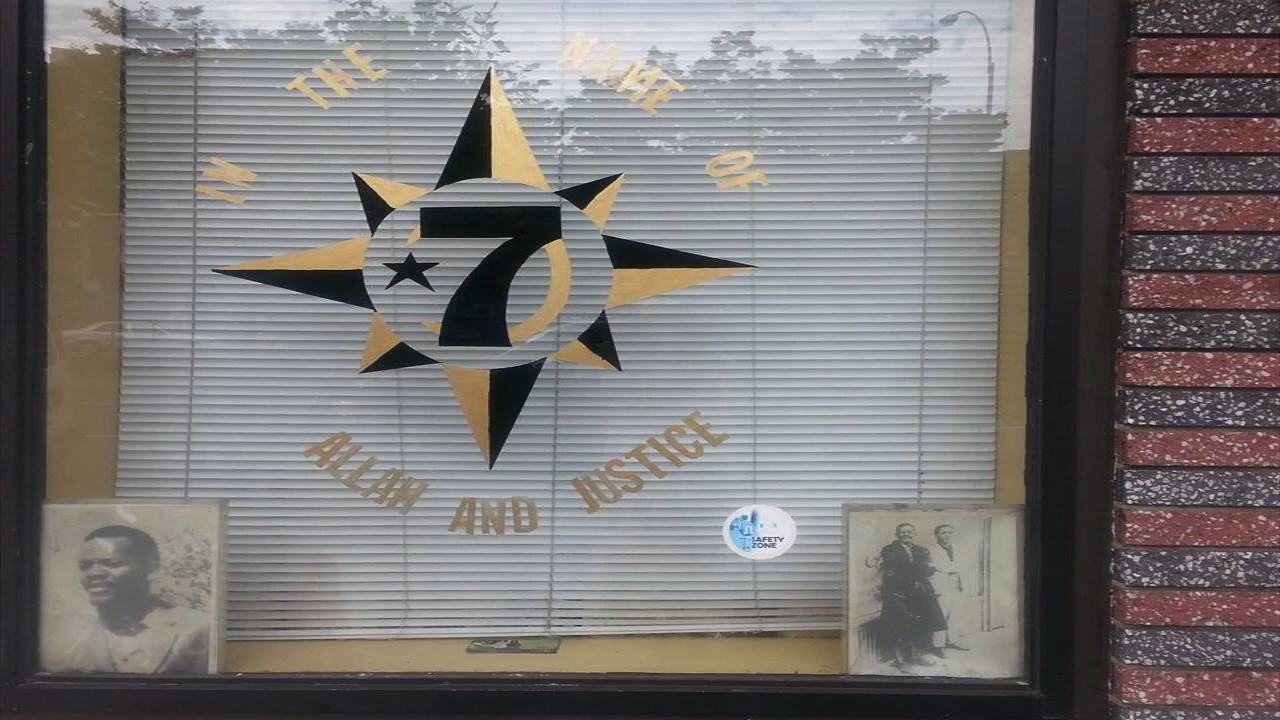 IN THE NAME OF
7
ALLAH AND JUSTICE
SAFETY
ZONE